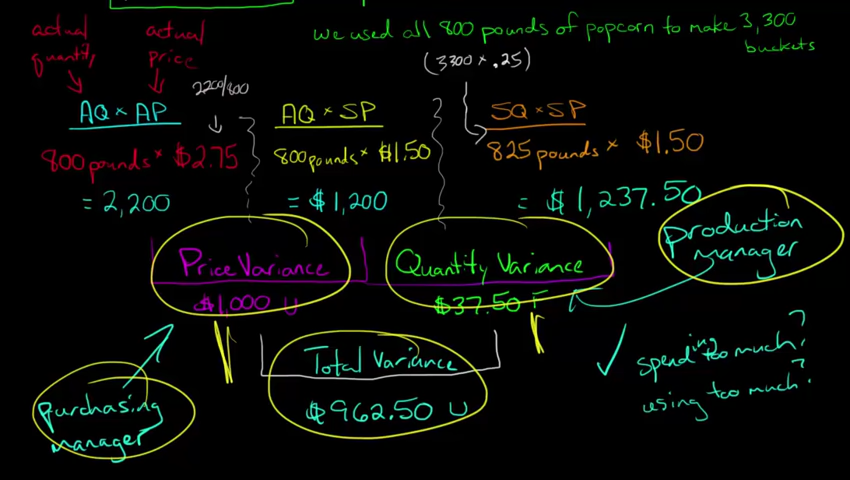 we used all 800 pounds of popcorn to make 3,300
buckets
actual
quantity
actual
price
2200/800
(3300 × .25)
AQ × AP
AQ × SP
SQ × SP
800 pounds × $2.75
800 pounds × $1.50
825 pounds × $1.50
= 2,200
= $1,200
= $1,237.50
production
manager
Price Variance
Quantity Variance
$1,000 U
$37.50 F
Total Variance
$962.50 U
spending too much?
using too much?
purchasing
manager